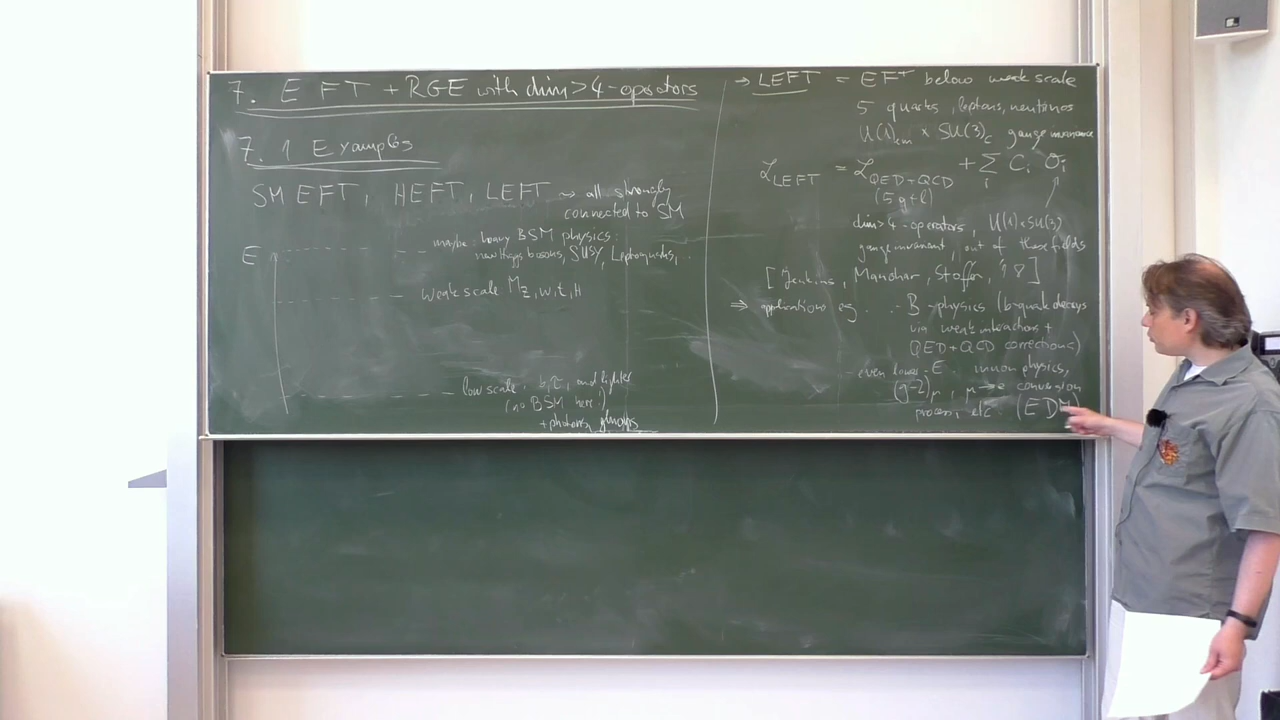 7. EFT + RGE with dim>4-operators
7.1 Examples
SMEFT, HEFT, LEFT → all strongly
connected to SM
E
maybe: heavy BSM physics:
new Higgs bosons, SUSY, Leptoquarks, ...
weak scale: M_Z,W,t,H
low scale: b, τ, and lighter
(no BSM here!)
+photons, gluons
→ LEFT = EFT below weak scale
5 quarks, leptons, neutrinos
U(1)em × SU(3)c gauge invariance
ℒ_LEFT = ℒ_QED+QCD + Σ_i C_i O_i
(5q+ℓ)
dim>4-operators, U(1)×SU(3)
gauge invariant, out of these fields
[Jenkins, Manohar, Stoffer, '18]
⇒ applications eg. B-physics (b-quark decays
via weak interactions +
QED+QCD corrections)
even lower E: muon physics,
(g-2)_μ, μ→e conversion
process, etc. (EDM)